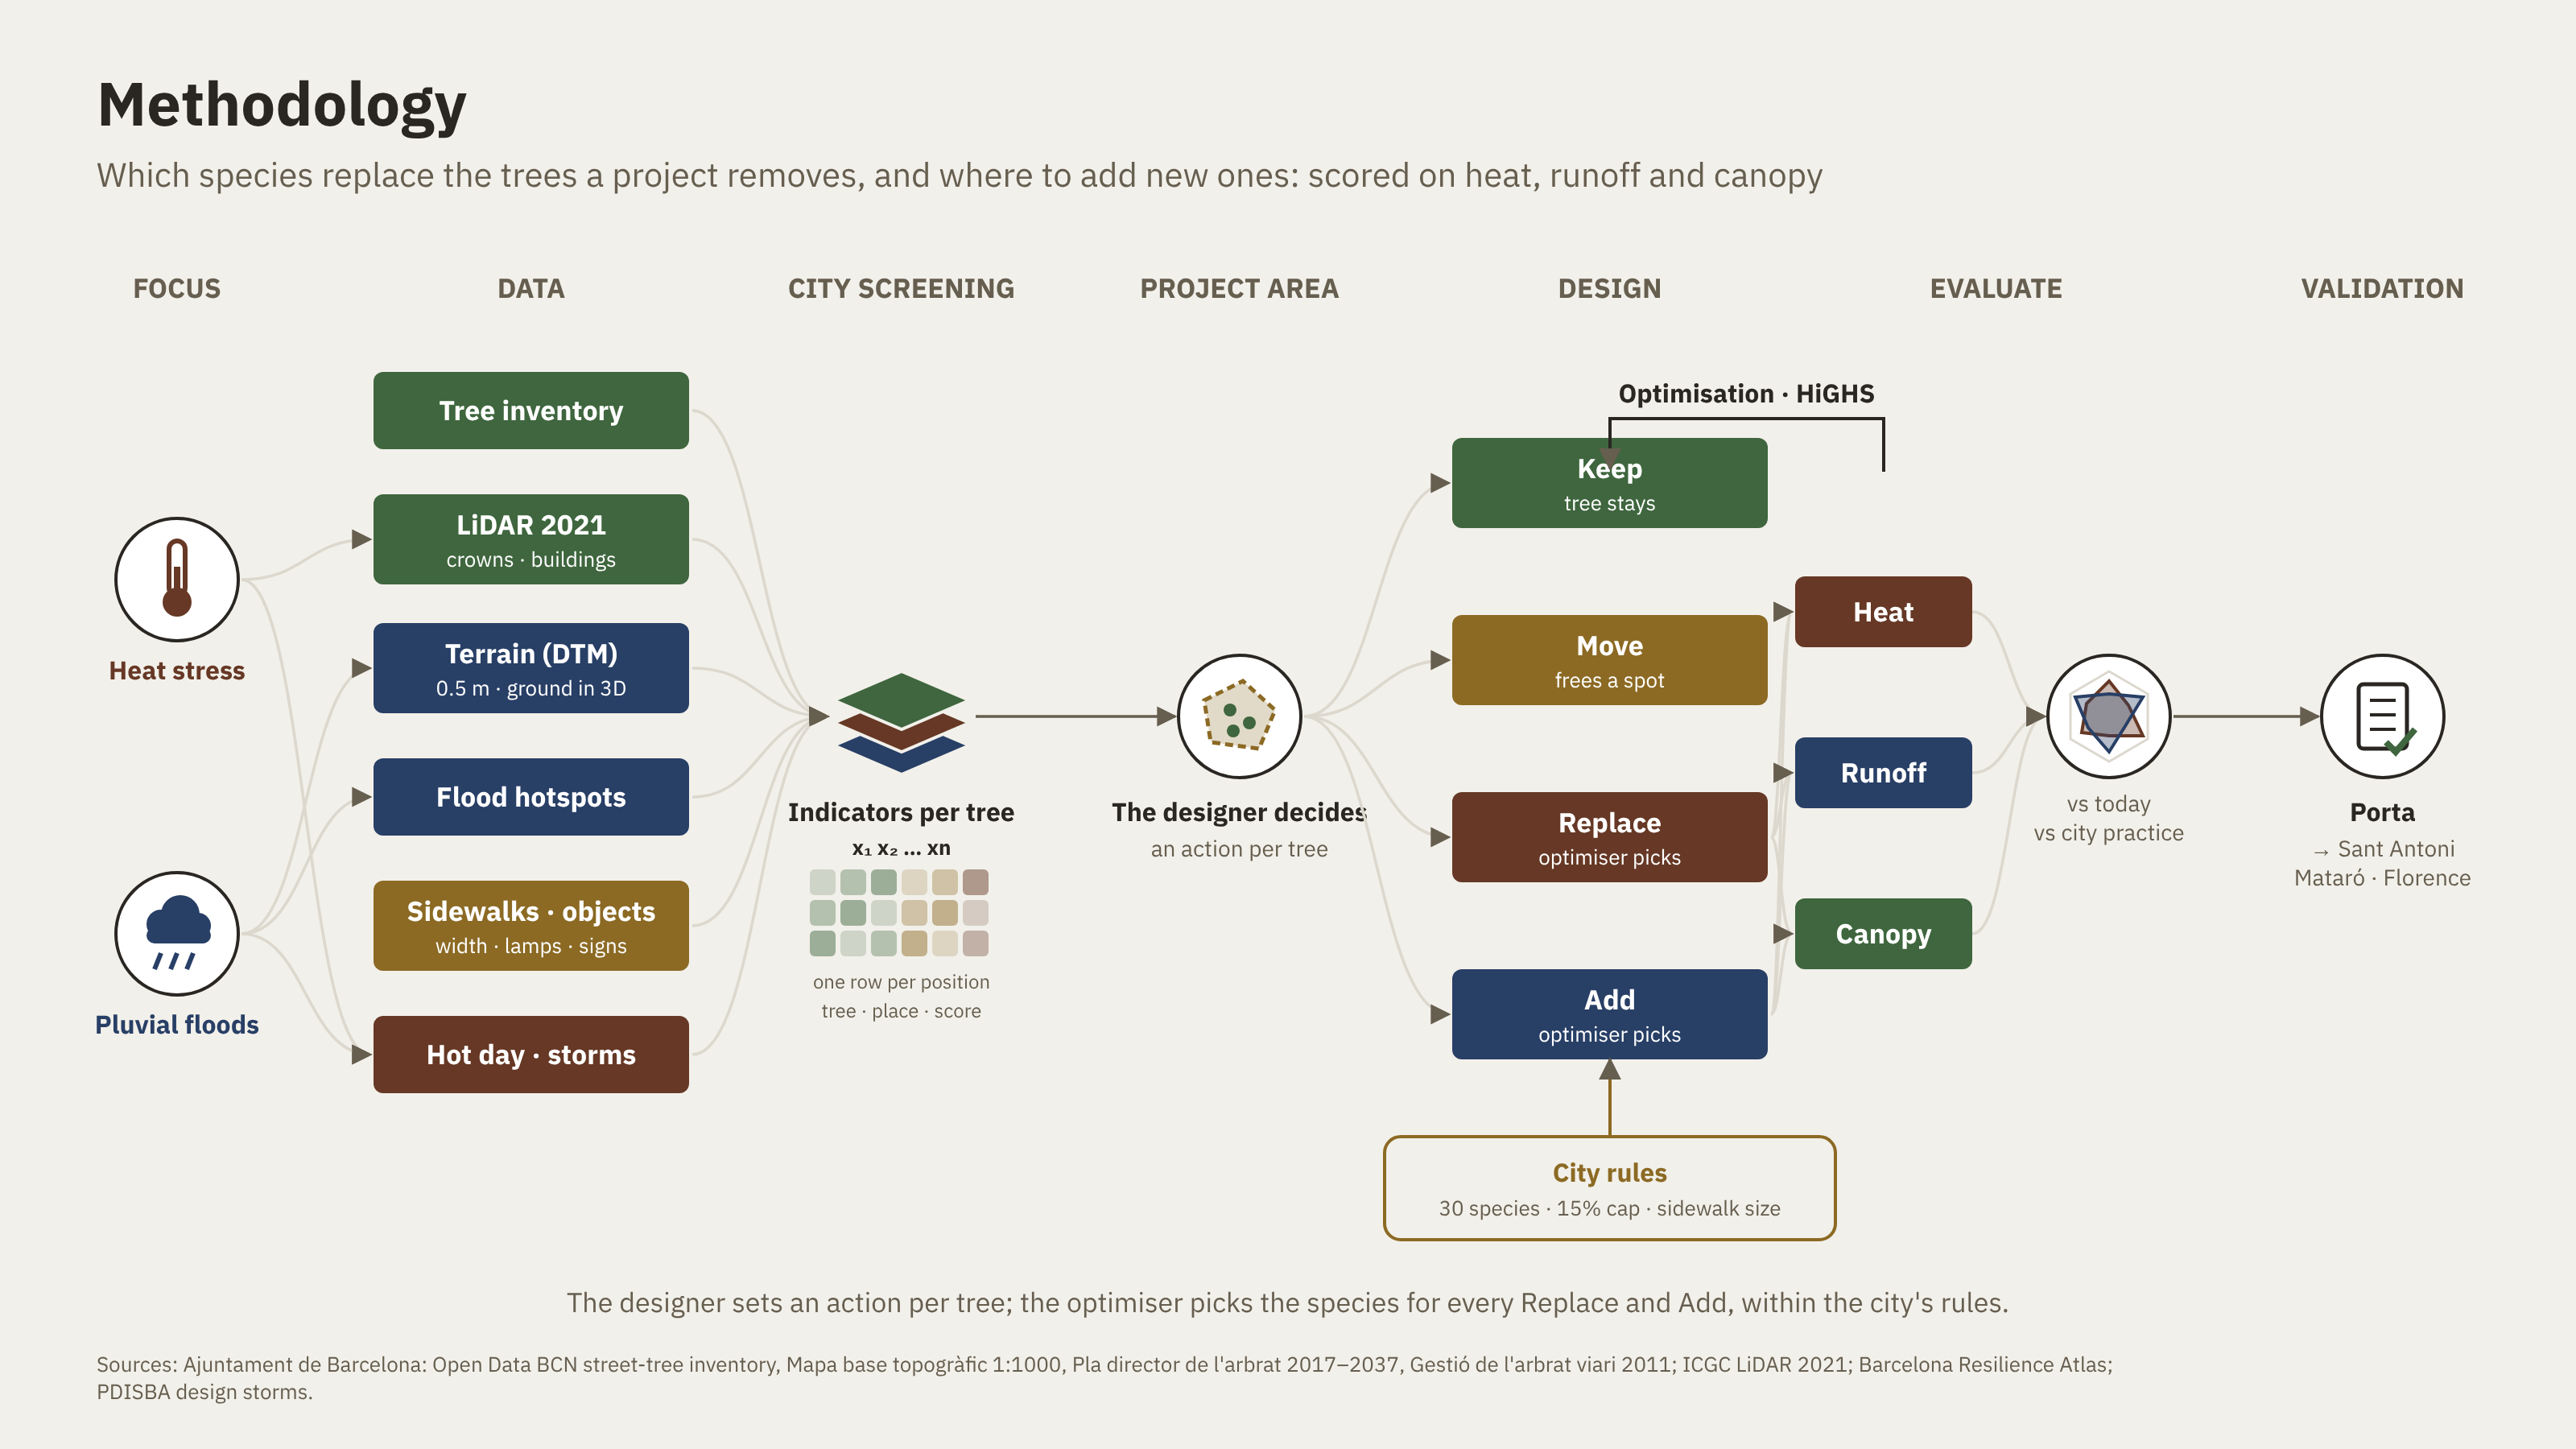 Methodology
Which species replace the trees a project removes, and where to add new ones: scored on heat, runoff and canopy
FOCUS
DATA
CITY SCREENING
PROJECT AREA
DESIGN
EVALUATE
VALIDATION
Heat stress
Pluvial floods
Tree inventory
LiDAR 2021
crowns · buildings
Terrain (DTM)
0.5 m · ground in 3D
Flood hotspots
Sidewalks · objects
width · lamps · signs
Hot day · storms
Indicators per tree
x₁ x₂ … xn
one row per position
tree · place · score
The designer decides
an action per tree
Optimisation · HiGHS
Keep
tree stays
Move
frees a spot
Replace
optimiser picks
Add
optimiser picks
City rules
30 species · 15% cap · sidewalk size
Heat
Runoff
Canopy
vs today
vs city practice
Porta
→ Sant Antoni
Mataró · Florence
The designer sets an action per tree; the optimiser picks the species for every Replace and Add, within the city's rules.
Sources: Ajuntament de Barcelona: Open Data BCN street-tree inventory, Mapa base topogràfic 1:1000, Pla director de l'arbrat 2017–2037, Gestió de l'arbrat viari 2011; ICGC LiDAR 2021; Barcelona Resilience Atlas;
PDISBA design storms.